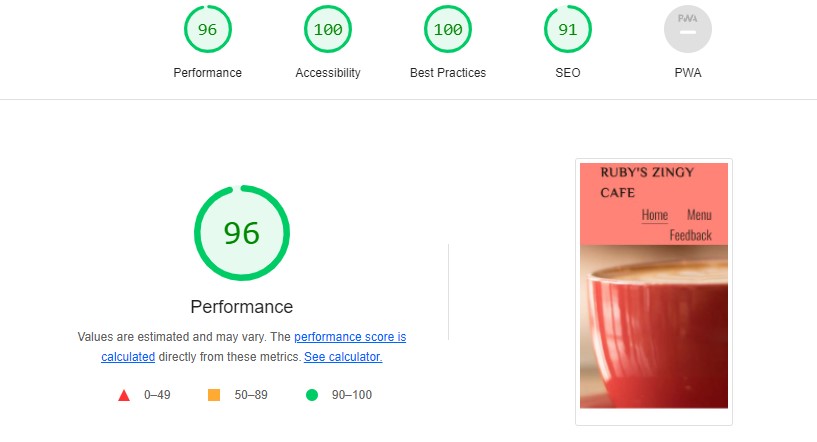 96 100 100 91 PWA
Performance Accessibility Best Practices SEO PWA
96
Performance
Values are estimated and may vary. The performance score is
calculated directly from these metrics. See calculator.
0–49 50–89 90–100
RUBY'S ZINGY
CAFE
Home Menu
Feedback